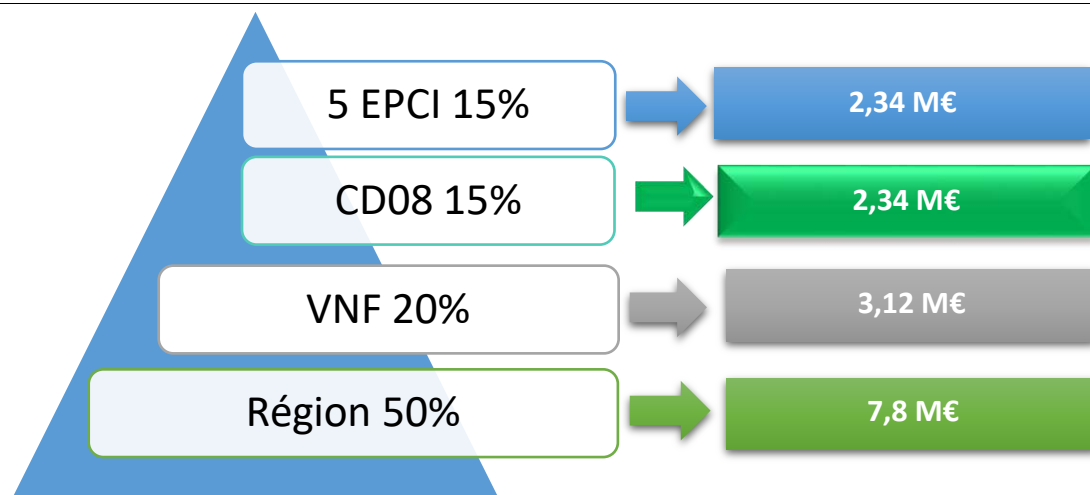 5 EPCI 15%
2,34 M€
CD08 15%
2,34 M€
VNF 20%
3,12 M€
Région 50%
7,8 M€